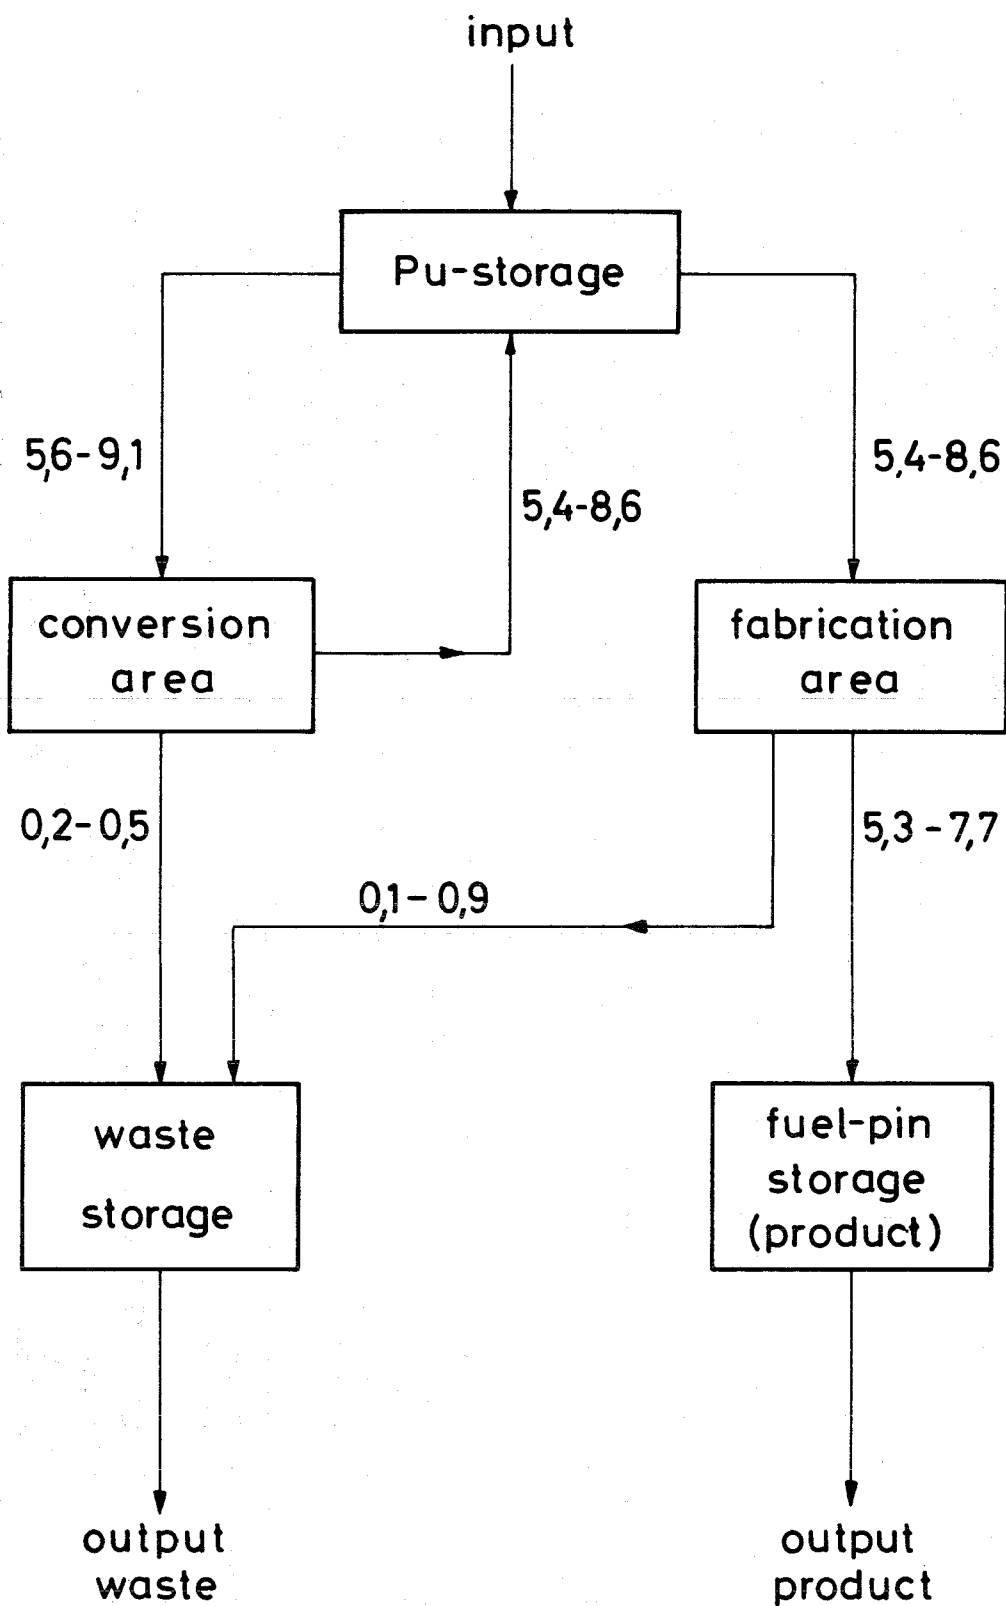 input
Pu-storage
5,6-9,1
5,4-8,6
5,4-8,6
conversion
area
fabrication
area
0,2-0,5
5,3-7,7
0,1-0,9
waste
storage
fuel-pin
storage
(product)
output
waste
output
product